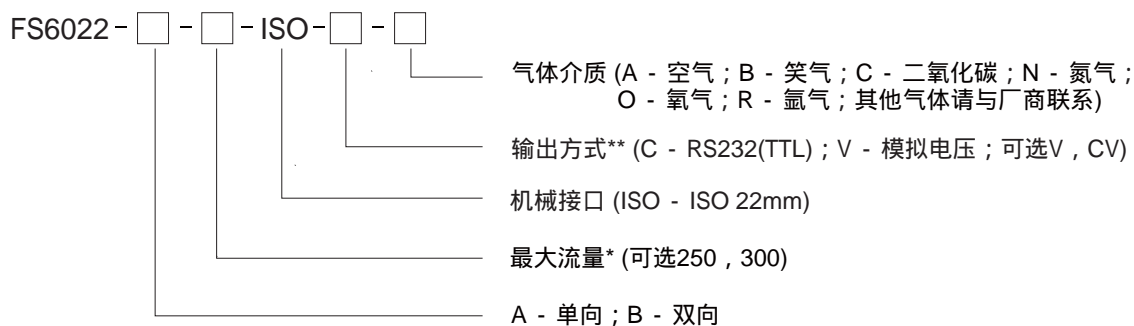 FS6022-□-□-ISO-□-□
气体介质 (A - 空气 ; B - 笑气 ; C - 二氧化碳 ; N - 氮气 ;
O - 氧气 ; R - 氩气 ; 其他气体请与厂商联系)
输出方式** (C - RS232(TTL) ; V - 模拟电压 ; 可选V , CV)
机械接口 (ISO - ISO 22mm)
最大流量* (可选250 , 300)
A - 单向 ; B - 双向